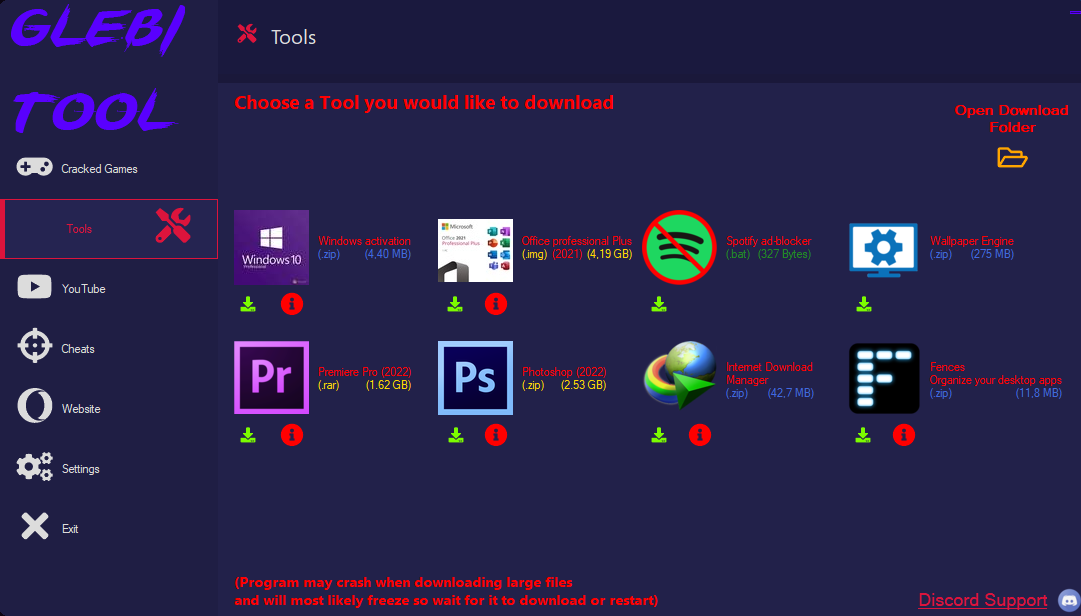 GLEBI
TOOL
Cracked Games
Tools
YouTube
Cheats
Website
Settings
Exit
Tools
Choose a Tool you would like to download
Open Download
Folder
Windows 10
Professional
Windows activation
(.zip) (4,40 MB)
Microsoft
Office 2021
Professional Plus
Office professional Plus
(.img) (2021) (4,19 GB)
Spotify ad-blocker
(.bat) (327 Bytes)
Wallpaper Engine
(.zip) (275 MB)
Pr
Premiere Pro (2022)
(.rar) (1.62 GB)
Ps
Photoshop (2022)
(.zip) (2.53 GB)
Internet Download
Manager
(.zip) (42,7 MB)
Fences
Organize your desktop apps
(.zip) (11,8 MB)
(Program may crash when downloading large files
and will most likely freeze so wait for it to download or restart)
Discord Support